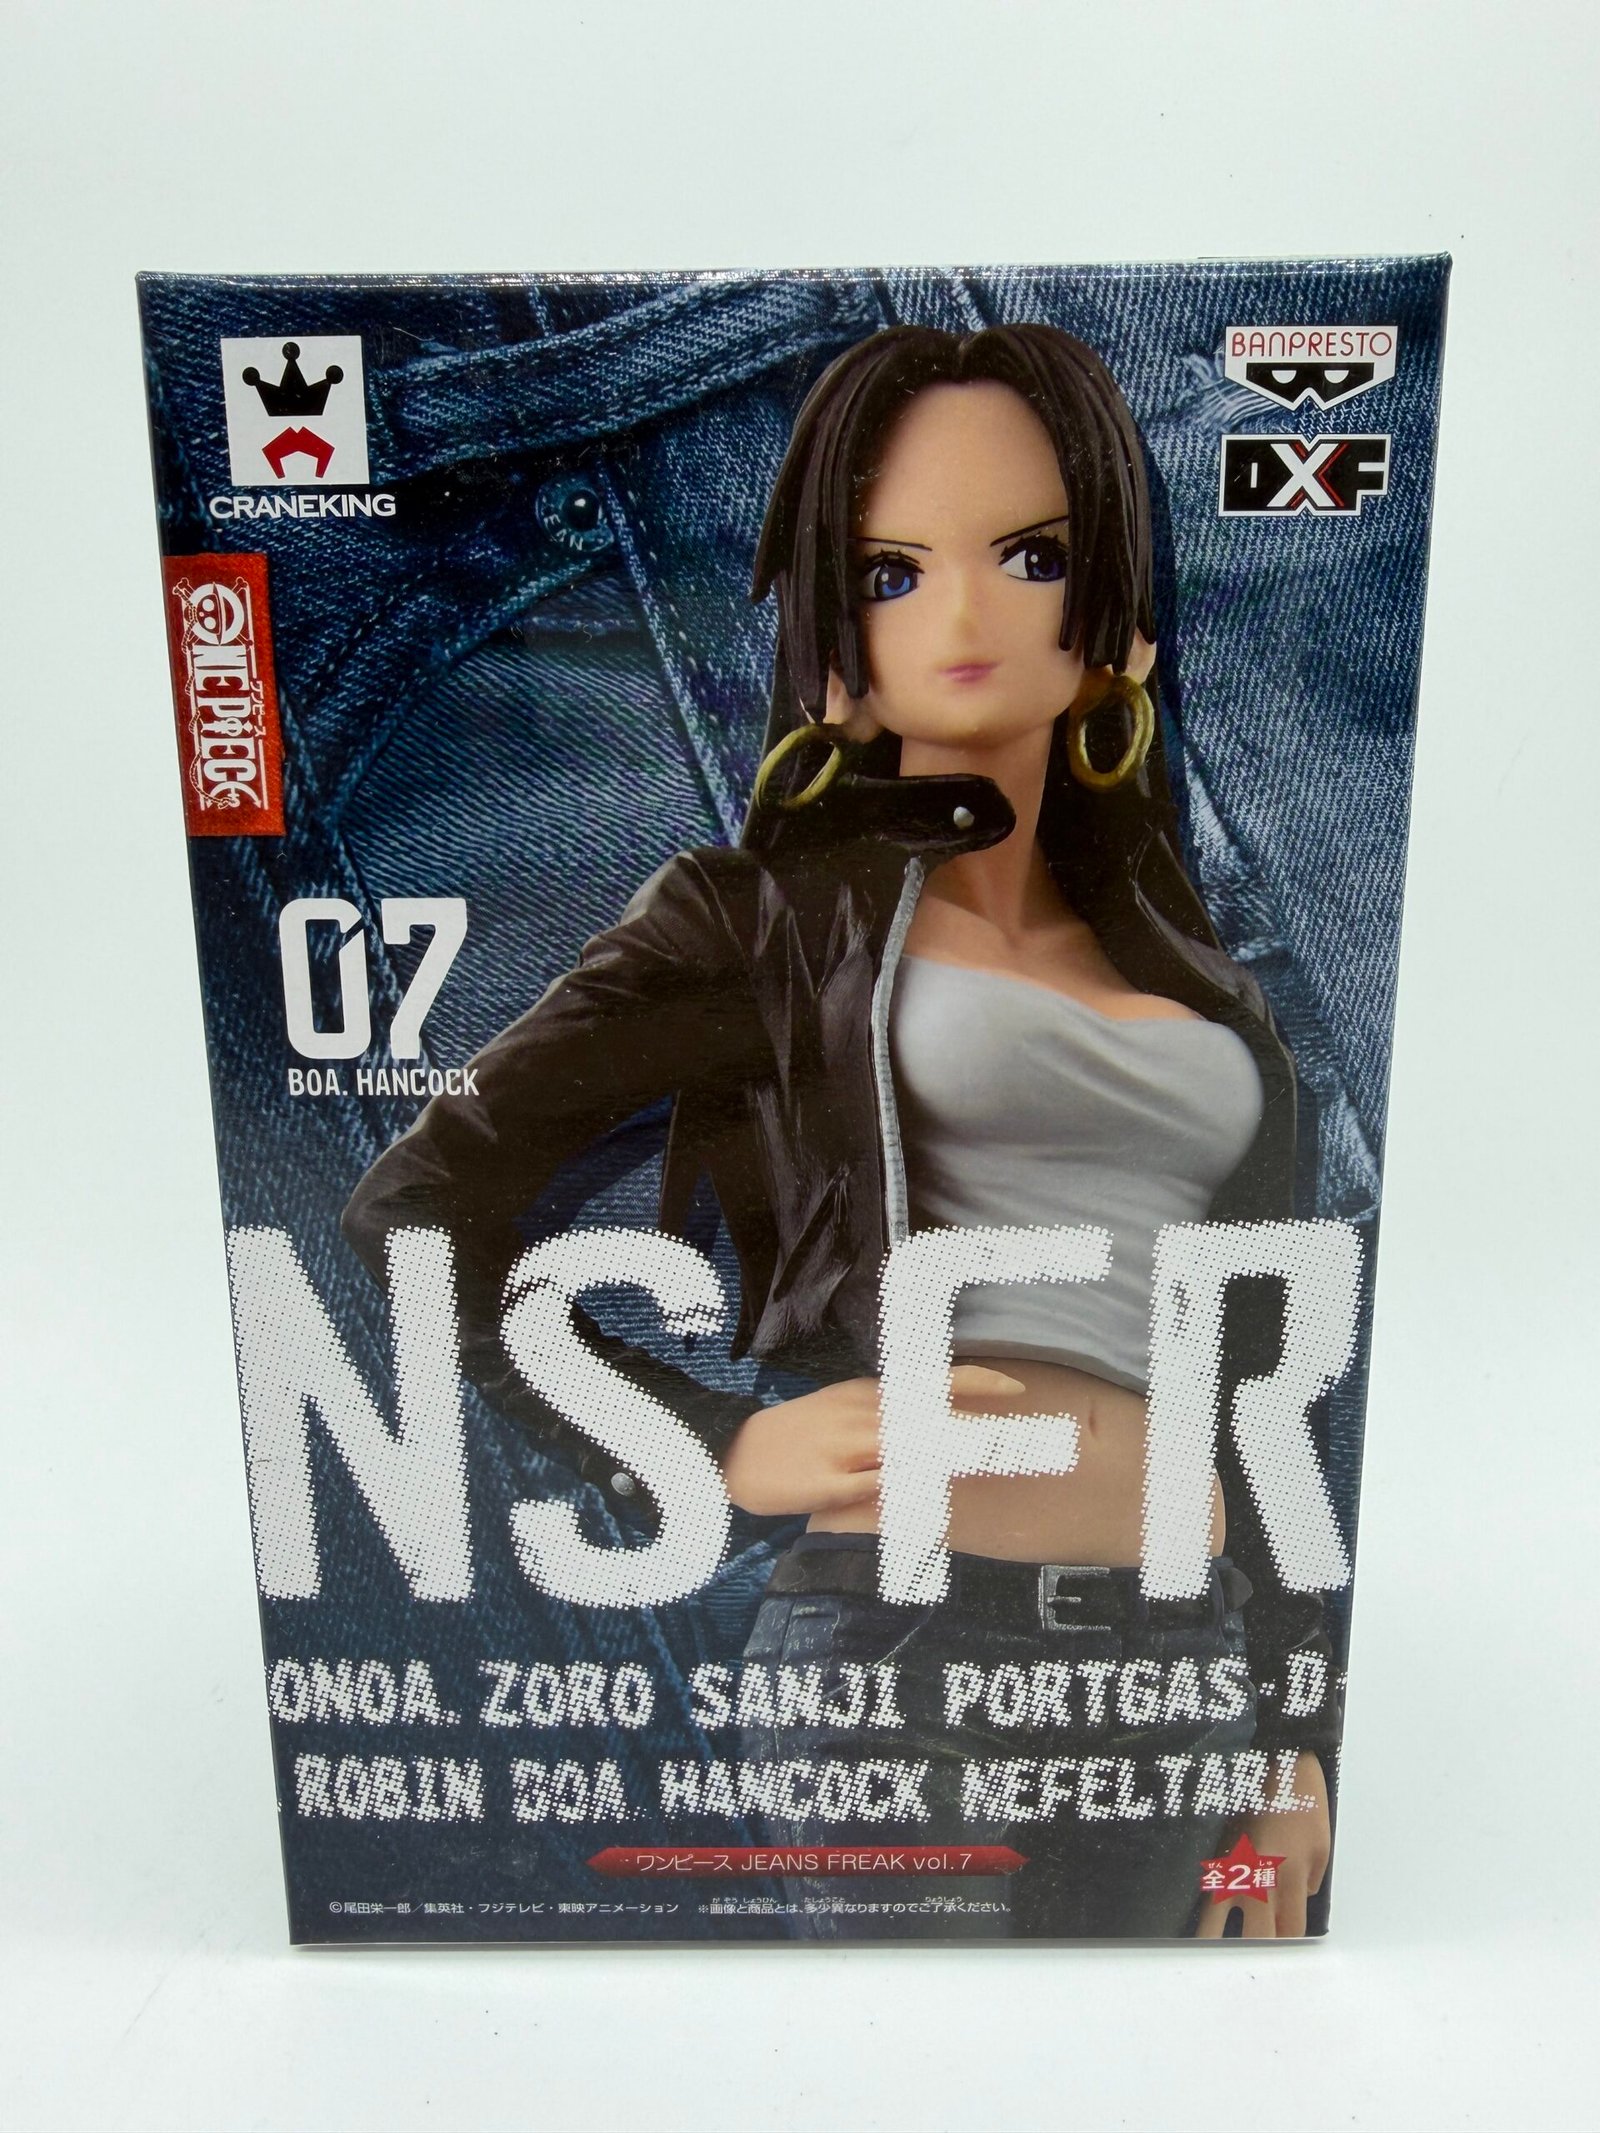 BANPRESTO
DXF
CRANEKING
ONE PIECE
ワンピース
07
BOA. HANCOCK
NS FR
ONOA. ZORO SANJI PORTGAS·D
ROBIN BOA. HANCOCK NEFELTARI.
ワンピース JEANS FREAK vol.7
全2種
©尾田栄一郎/集英社・フジテレビ・東映アニメーション ※画像と商品とは、多少異なりますのでご了承ください。